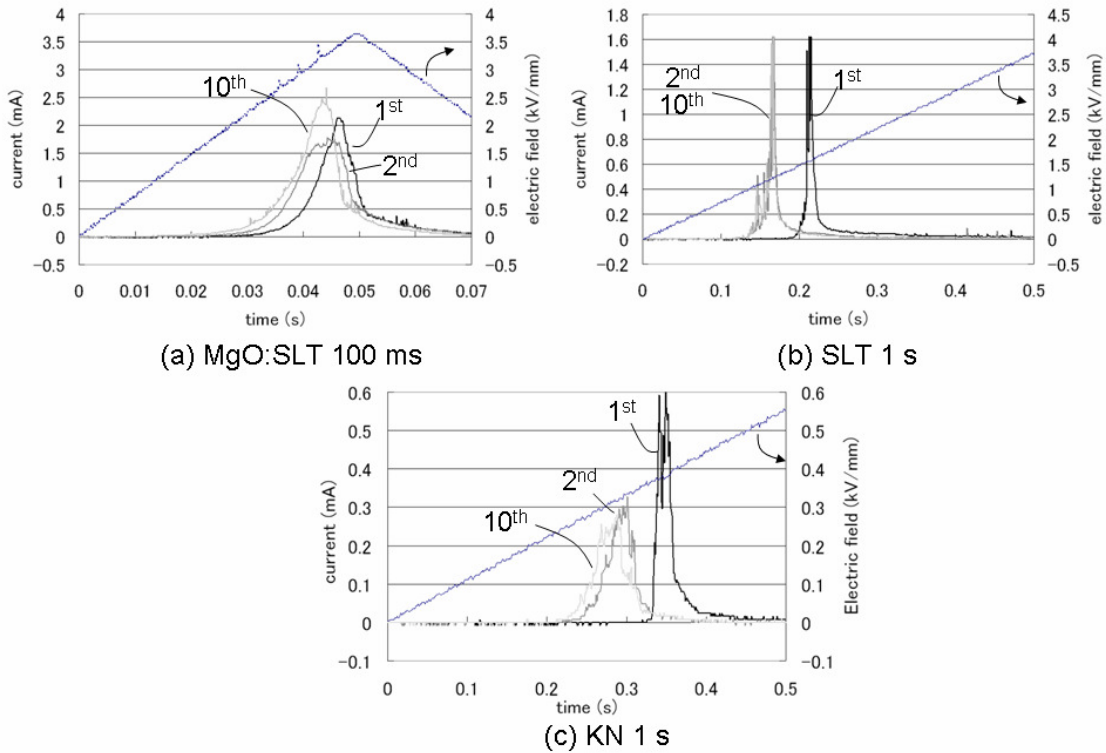 4
3.5
3
2.5
2
1.5
1
0.5
0
−0.5
current (mA)
4
3.5
3
2.5
2
1.5
1
0.5
0
−0.5
electric field (kV/mm)
10th
1st
2nd
0 0.01 0.02 0.03 0.04 0.05 0.06 0.07
time (s)
(a) MgO:SLT 100 ms
1.8
1.6
1.4
1.2
1
0.8
0.6
0.4
0.2
0
−0.2
current (mA)
4.5
4
3.5
3
2.5
2
1.5
1
0.5
0
−0.5
electric field (kV/mm)
2nd
10th
1st
0 0.1 0.2 0.3 0.4 0.5
time (s)
(b) SLT 1 s
0.6
0.5
0.4
0.3
0.2
0.1
0
−0.1
current (mA)
0.6
0.5
0.4
0.3
0.2
0.1
0
−0.1
Electric field (kV/mm)
1st
2nd
10th
0 0.1 0.2 0.3 0.4 0.5
time (s)
(c) KN 1 s